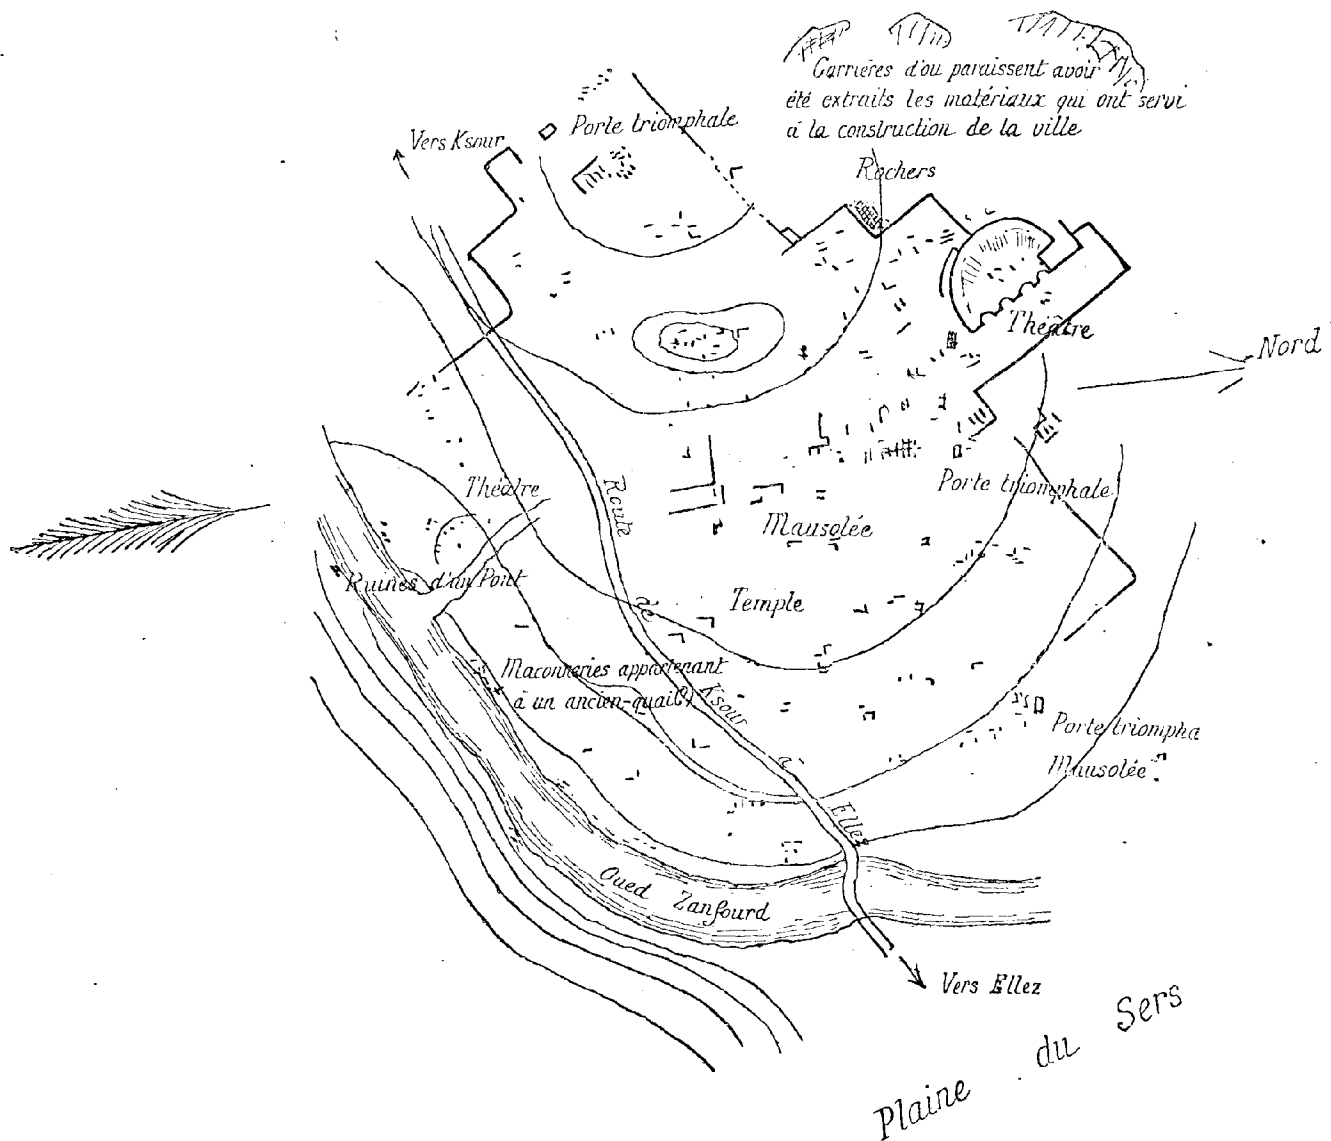 Carrières d'ou paraissent avoir
été extraits les matériaux qui ont servi
à la construction de la ville
Porte triomphale
Vers Ksour
Rochers
Théâtre
Nord
Théâtre
Porte triomphale
Mausolée
Ruines d'un Pont
Temple
Maconneries appartenant
à un ancien-quai(?)
Route de Ksour à Ellez
Porte triompha
Mausolée
Oued Zanfourd
Vers Ellez
Plaine du Sers